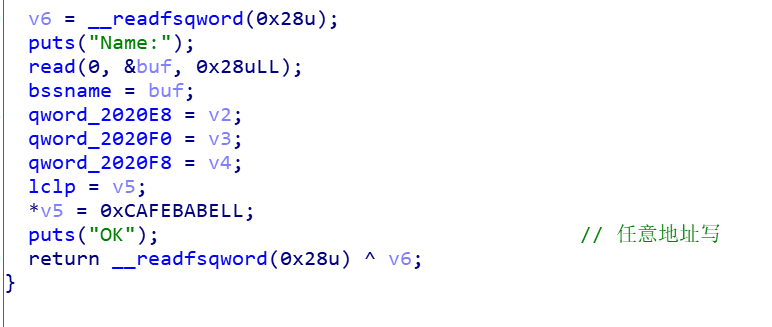 v6 = __readfsqword(0x28u);
puts("Name:");
read(0, &buf, 0x28uLL);
bssname = buf;
qword_2020E8 = v2;
qword_2020F0 = v3;
qword_2020F8 = v4;
lclp = v5;
*v5 = 0xCAFEBABELL;
puts("OK"); // 任意地址写
return __readfsqword(0x28u) ^ v6;
}